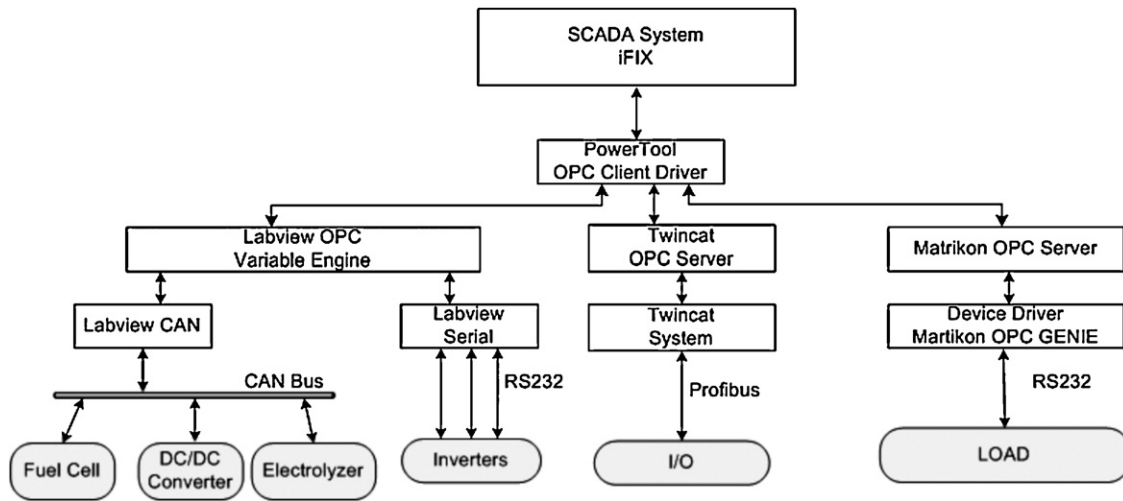 SCADA System
iFIX
PowerTool
OPC Client Driver
Labview OPC
Variable Engine
Twincat
OPC Server
Matrikon OPC Server
Labview CAN
Labview
Serial
Twincat
System
Device Driver
Martikon OPC GENIE
CAN Bus
RS232
Profibus
RS232
Fuel Cell
DC/DC
Converter
Electrolyzer
Inverters
I/O
LOAD